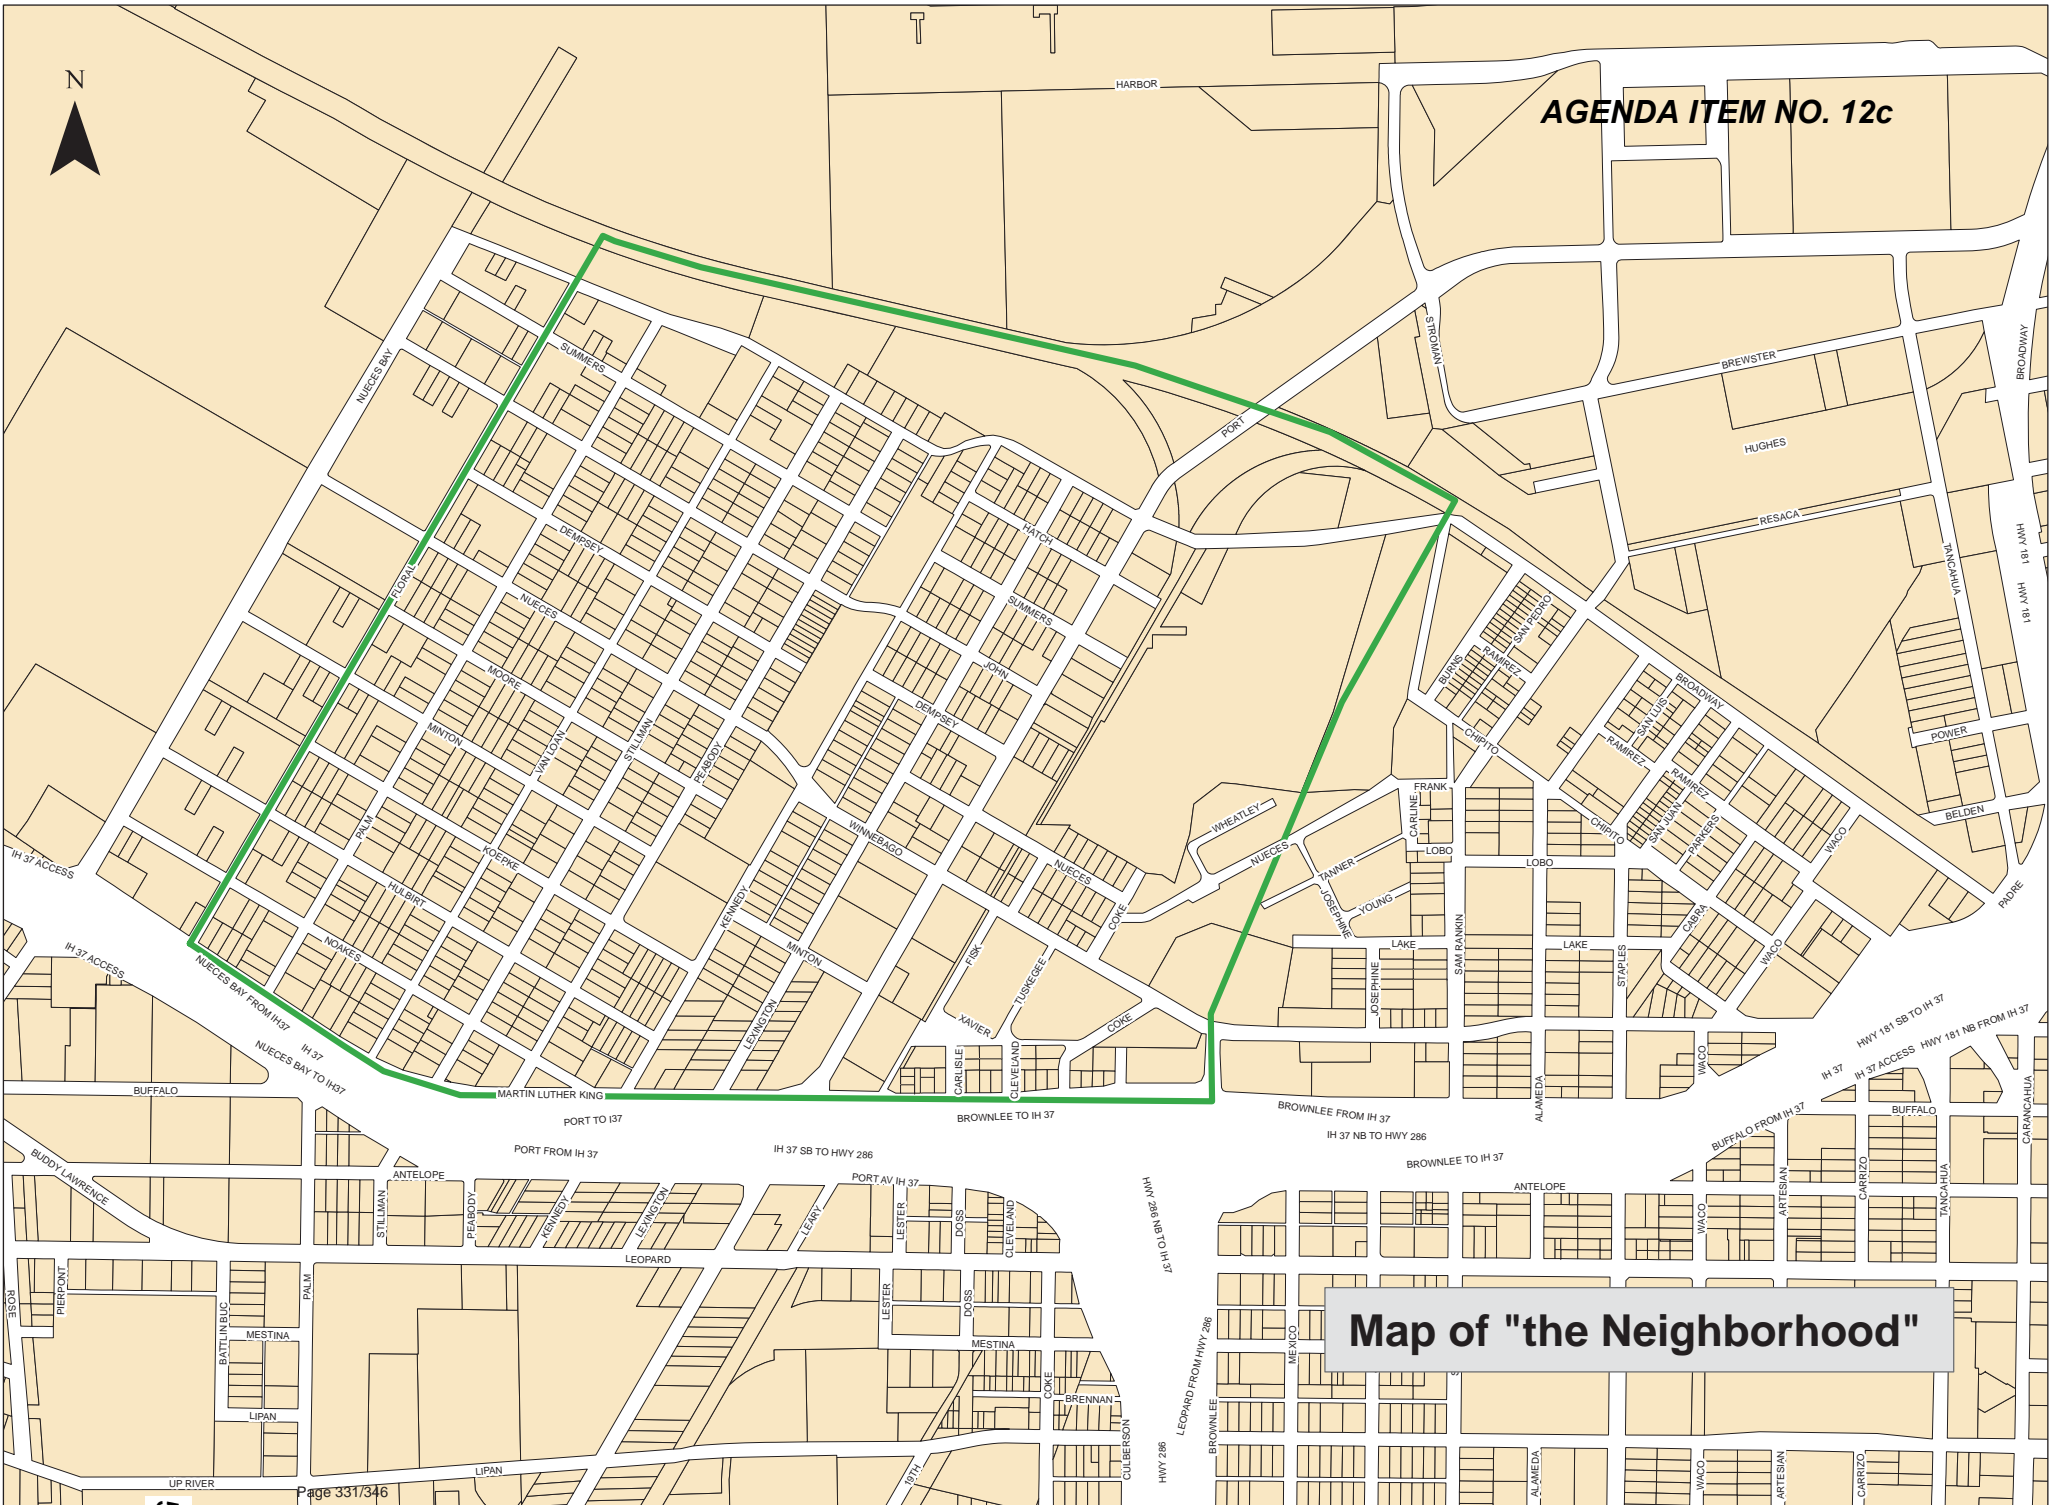 N
HARBOR
AGENDA ITEM NO. 12c
NUECES BAY
SUMMERS
STROMAN
BREWSTER
BROADWAY
PORT
HUGHES
RESACA
HWY 181
HWY 181
TANCAHUA
HATCH
DEMPSEY
FLORAL
NUECES
SUMMERS
SAN PEDRO
RAMIREZ
BURNS
JOHN
MOORE
DEMPSEY
BROADWAY
SAN LUIS
MINTON
VAN LOAN
STILLMAN
PEABODY
CHIPITO
RAMIREZ
RAMIREZ
POWER
FRANK
CARLINE
WHEATLEY
SAN JUAN
PARKERS
BELDEN
PALM
KOEPKE
WINNEBAGO
CHIPITO
WACO
NUECES
LOBO
LOBO
IH 37 ACCESS
HULBIRT
NUECES
TANNER
YOUNG
JOSEPHINE
KENNEDY
COKE
PADRE
CABRA
NOAKES
MINTON
FISK
LAKE
LAKE
SAM RANKIN
STAPLES
WACO
IH 37 ACCESS
NUECES BAY FROM IH37
TUSKEGEE
JOSEPHINE
LEXINGTON
XAVIER
COKE
HWY 181 SB TO IH 37
HWY 181 NB FROM IH 37
IH 37
NUECES BAY TO IH37
CARLISLE
CLEVELAND
WACO
IH 37
IH 37 ACCESS
BUFFALO
MARTIN LUTHER KING
ALAMEDA
CARANCAHUA
PORT TO I37
BROWNLEE TO IH 37
BROWNLEE FROM IH 37
BUFFALO FROM IH 37
BUFFALO
IH 37 NB TO HWY 286
PORT FROM IH 37
IH 37 SB TO HWY 286
BROWNLEE TO IH 37
BUDDY LAWRENCE
ANTELOPE
PORT AV IH 37
ANTELOPE
STILLMAN
PEABODY
KENNEDY
LEXINGTON
LEARY
LESTER
DOSS
CLEVELAND
HWY 286 NB TO IH 37
WACO
ARTESIAN
CARRIZO
TANCAHUA
LEOPARD
ROSE
PIERPONT
PALM
LESTER
DOSS
BATTLIN BUC
MESTINA
MESTINA
MEXICO
LEOPARD FROM HWY 286
Map of "the Neighborhood"
COKE
BRENNAN
LIPAN
BROWNLEE
CULBERSON
HWY 286
UP RIVER
LIPAN
19TH
ALAMEDA
WACO
ARTESIAN
CARRIZO
Page 331/346